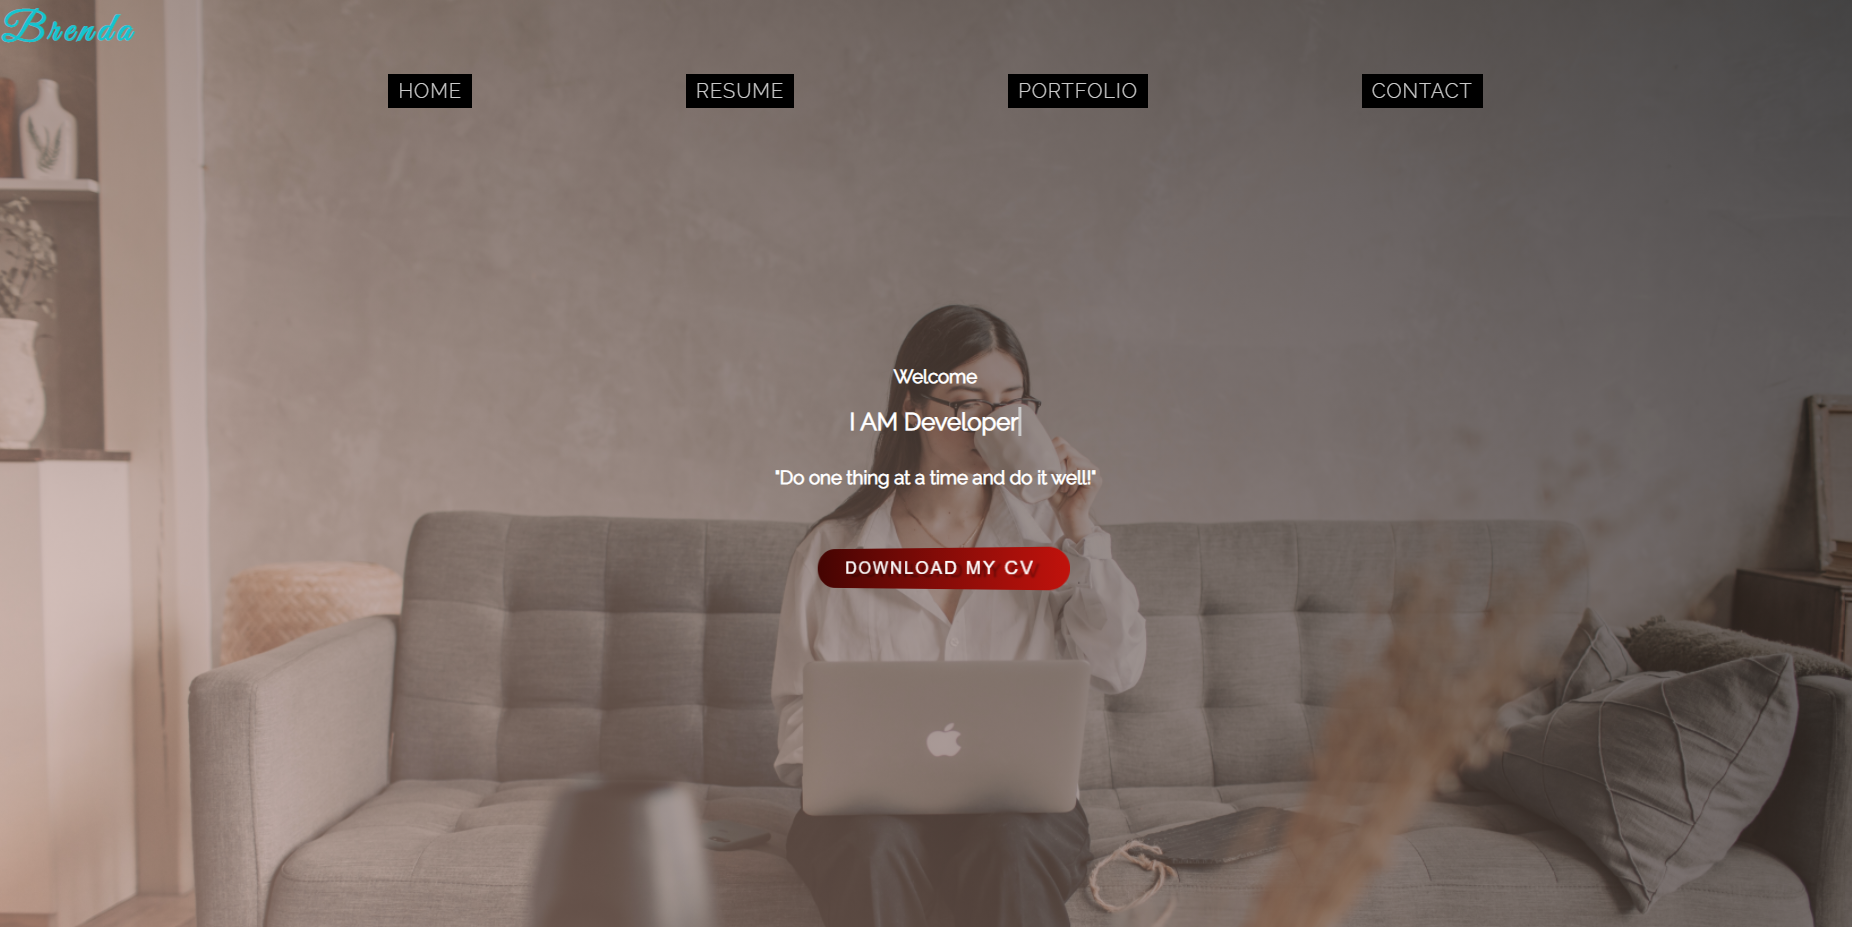 Brenda
HOME RESUME PORTFOLIO CONTACT
Welcome
I AM Developer
"Do one thing at a time and do it well!"
DOWNLOAD MY CV